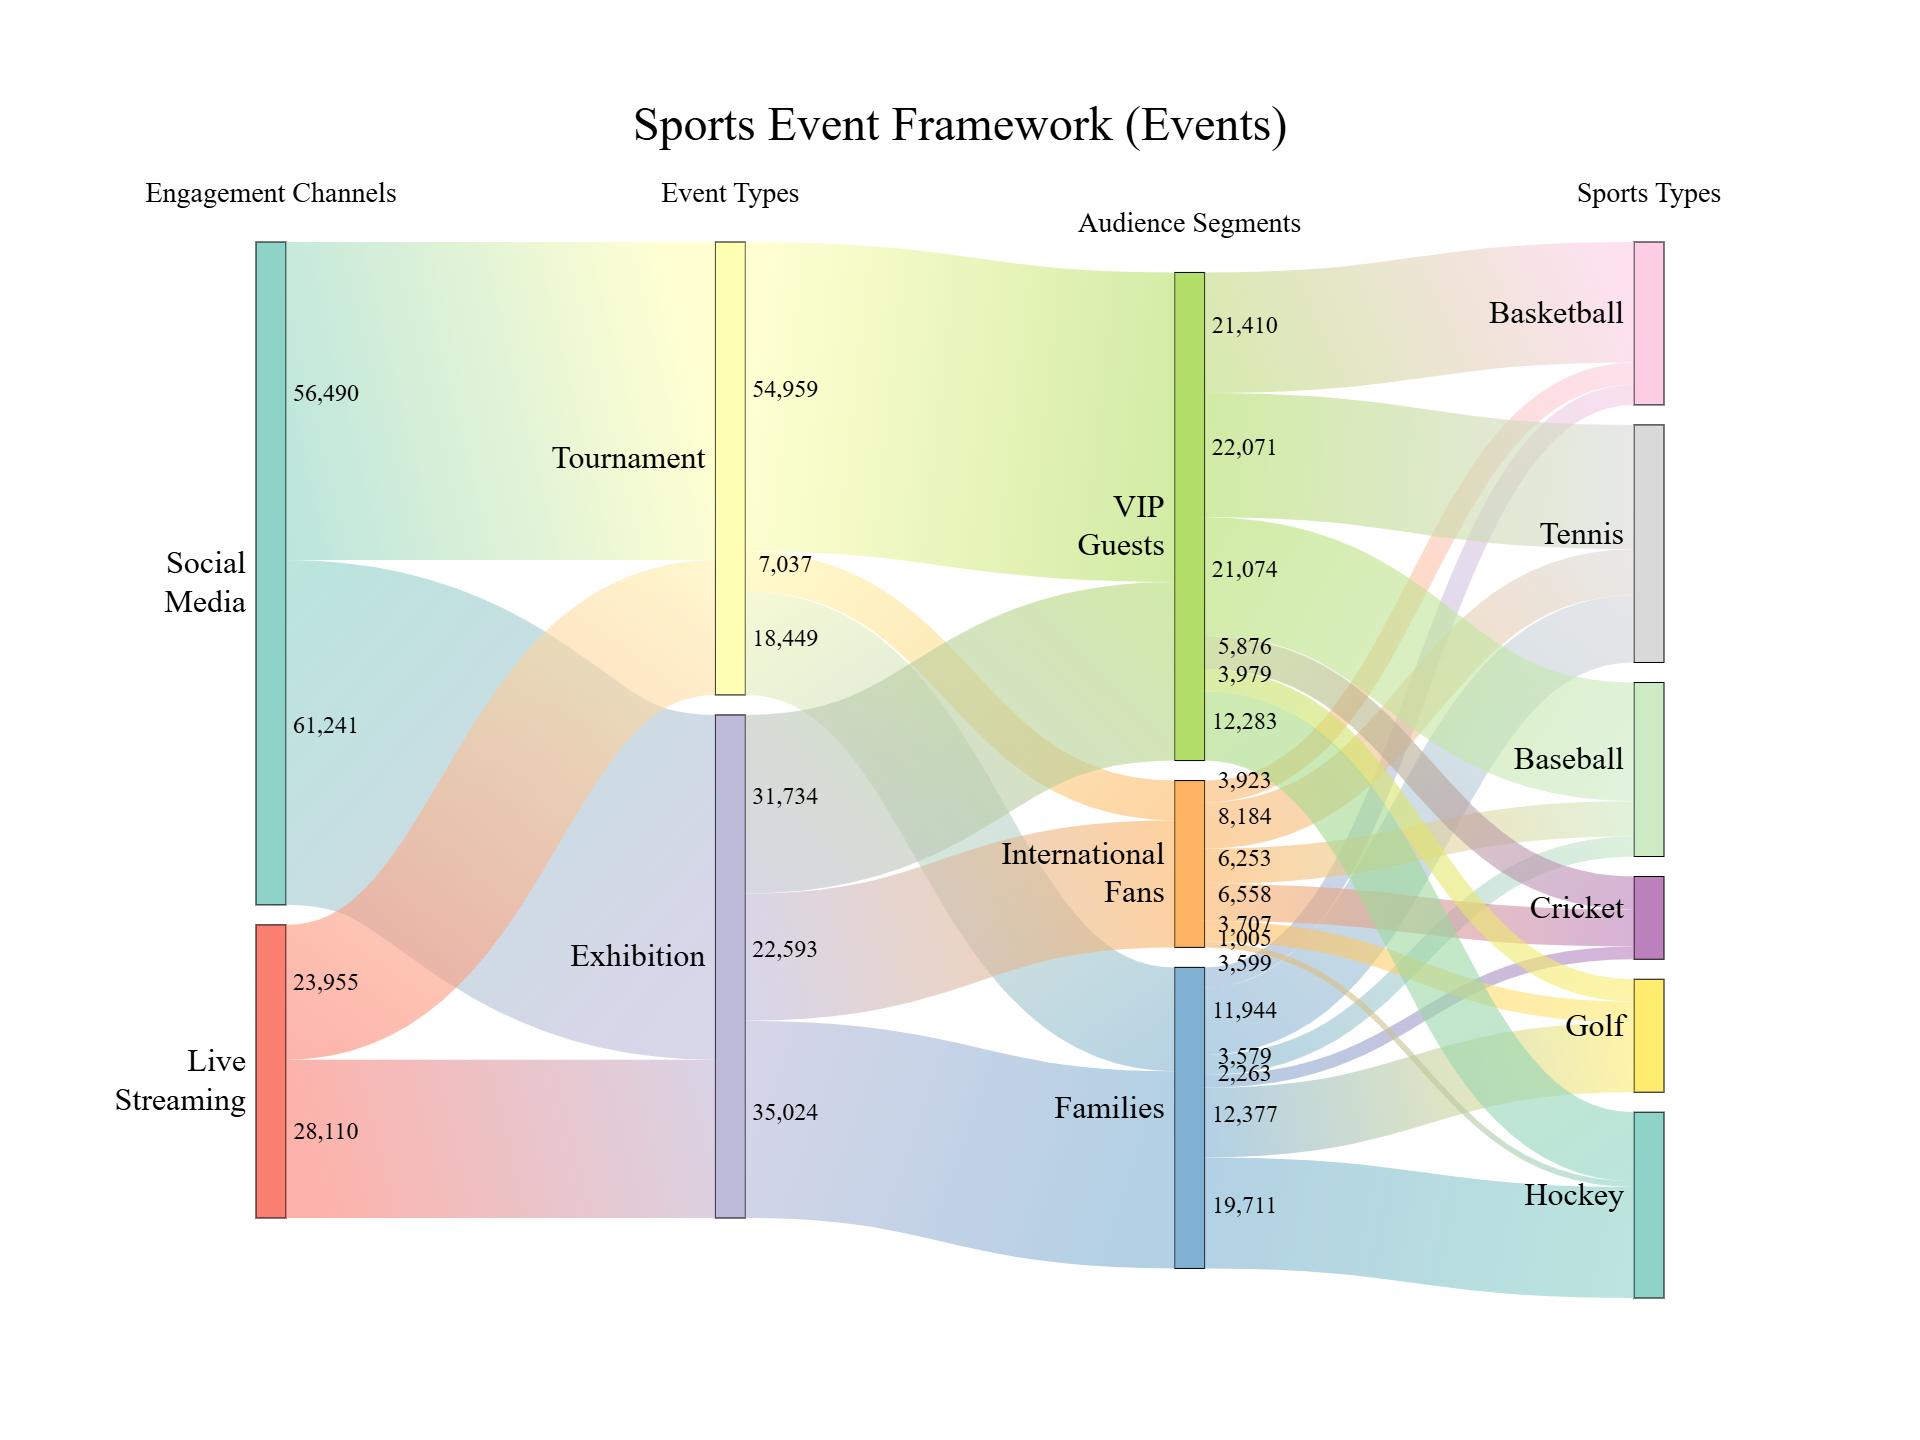 Sports Event Framework (Events)
Engagement Channels
Event Types
Audience Segments
Sports Types
Social
Media
Live
Streaming
56,490
61,241
23,955
28,110
Tournament
Exhibition
54,959
7,037
18,449
31,734
22,593
35,024
VIP
Guests
International
Fans
Families
21,410
22,071
21,074
5,876
3,979
12,283
3,923
8,184
6,253
6,558
3,707
1,005
3,599
11,944
3,579
2,263
12,377
19,711
Basketball
Tennis
Baseball
Cricket
Golf
Hockey